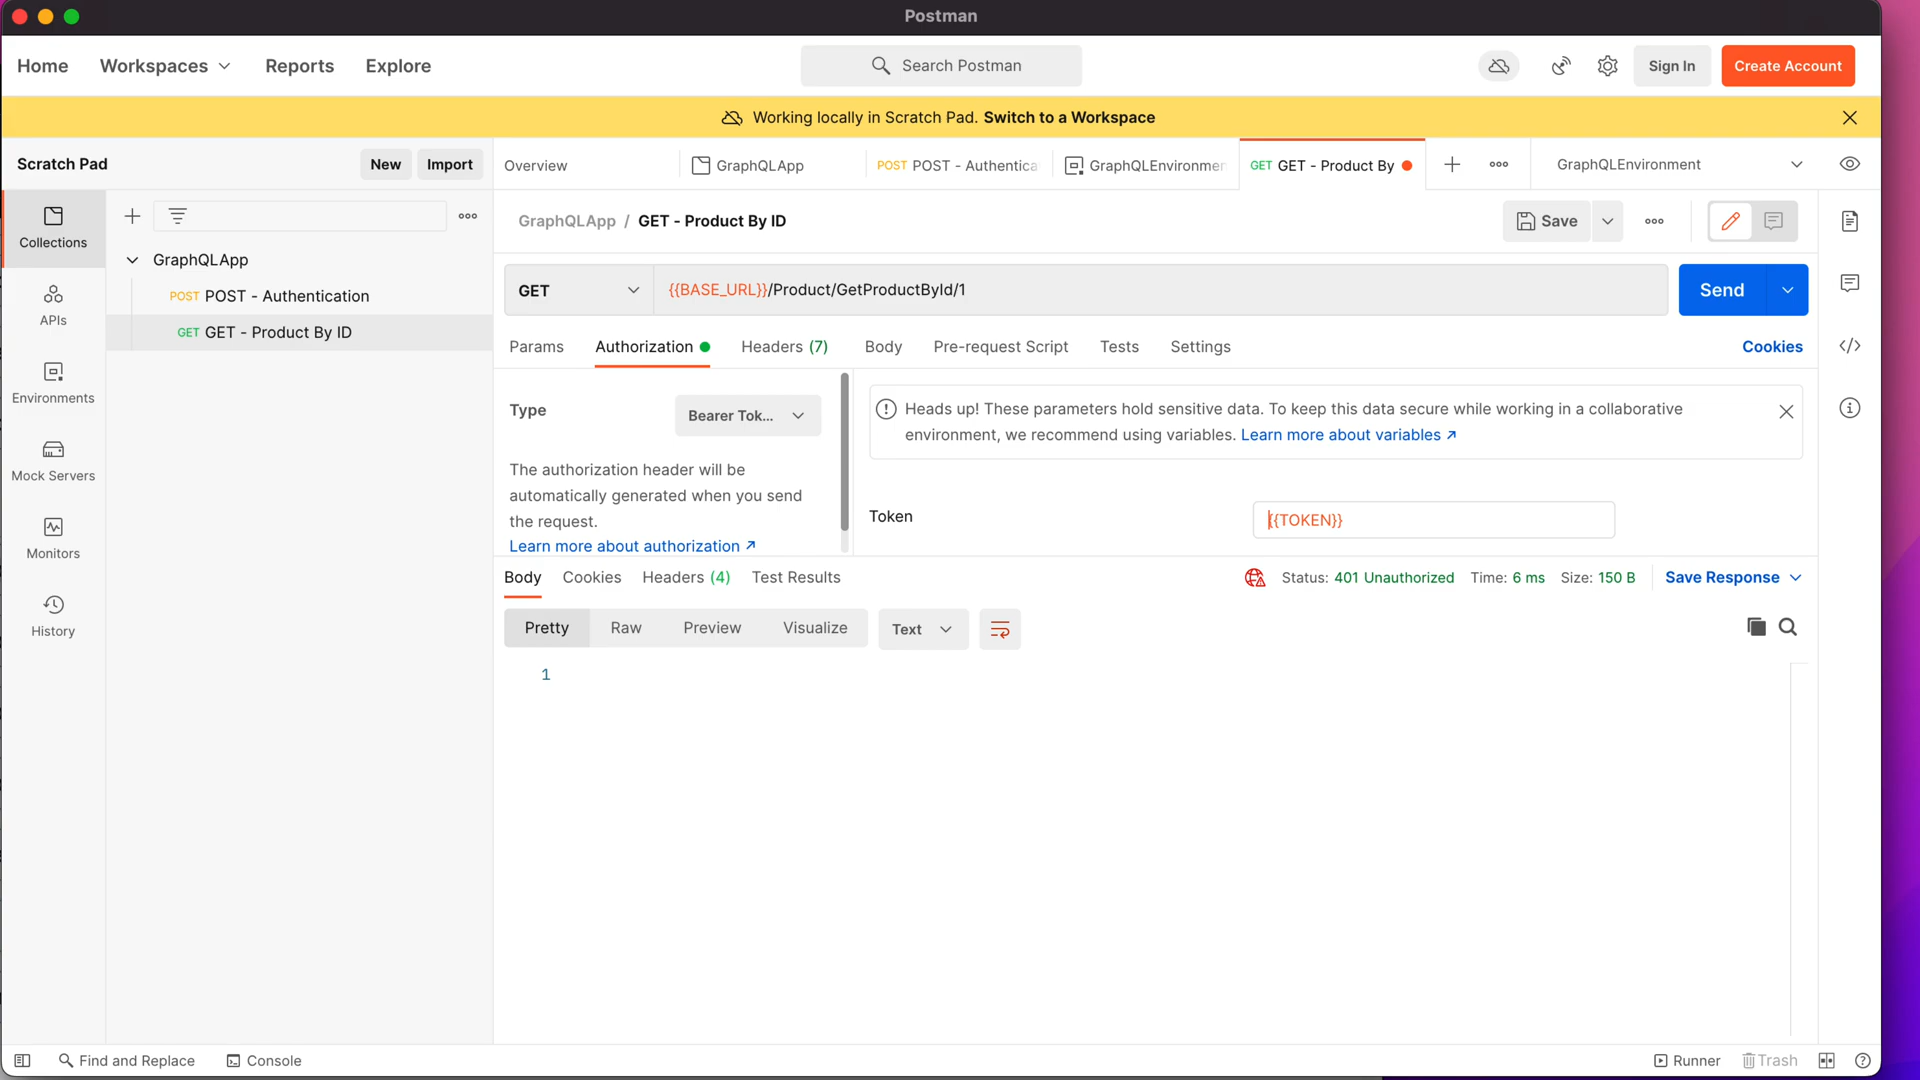 Postman
Home
Workspaces
Reports
Explore
Search Postman
Sign In
Create Account
Working locally in Scratch Pad. Switch to a Workspace
Scratch Pad
New
Import
Overview
GraphQLApp
POST POST - Authentica
GraphQLEnvironmen
GET GET - Product By
GraphQLEnvironment
Collections
APIs
Environments
Mock Servers
Monitors
History
GraphQLApp
POST POST - Authentication
GET GET - Product By ID
GraphQLApp / GET - Product By ID
Save
GET
{{BASE_URL}}/Product/GetProductById/1
Send
Params
Authorization
Headers (7)
Body
Pre-request Script
Tests
Settings
Cookies
Type
Bearer Tok...
The authorization header will be
automatically generated when you send
the request.
Learn more about authorization ↗
Heads up! These parameters hold sensitive data. To keep this data secure while working in a collaborative
environment, we recommend using variables. Learn more about variables ↗
Token
{{TOKEN}}
Body
Cookies
Headers (4)
Test Results
Status: 401 Unauthorized
Time: 6 ms
Size: 150 B
Save Response
Pretty
Raw
Preview
Visualize
Text
1
Find and Replace
Console
Runner
Trash